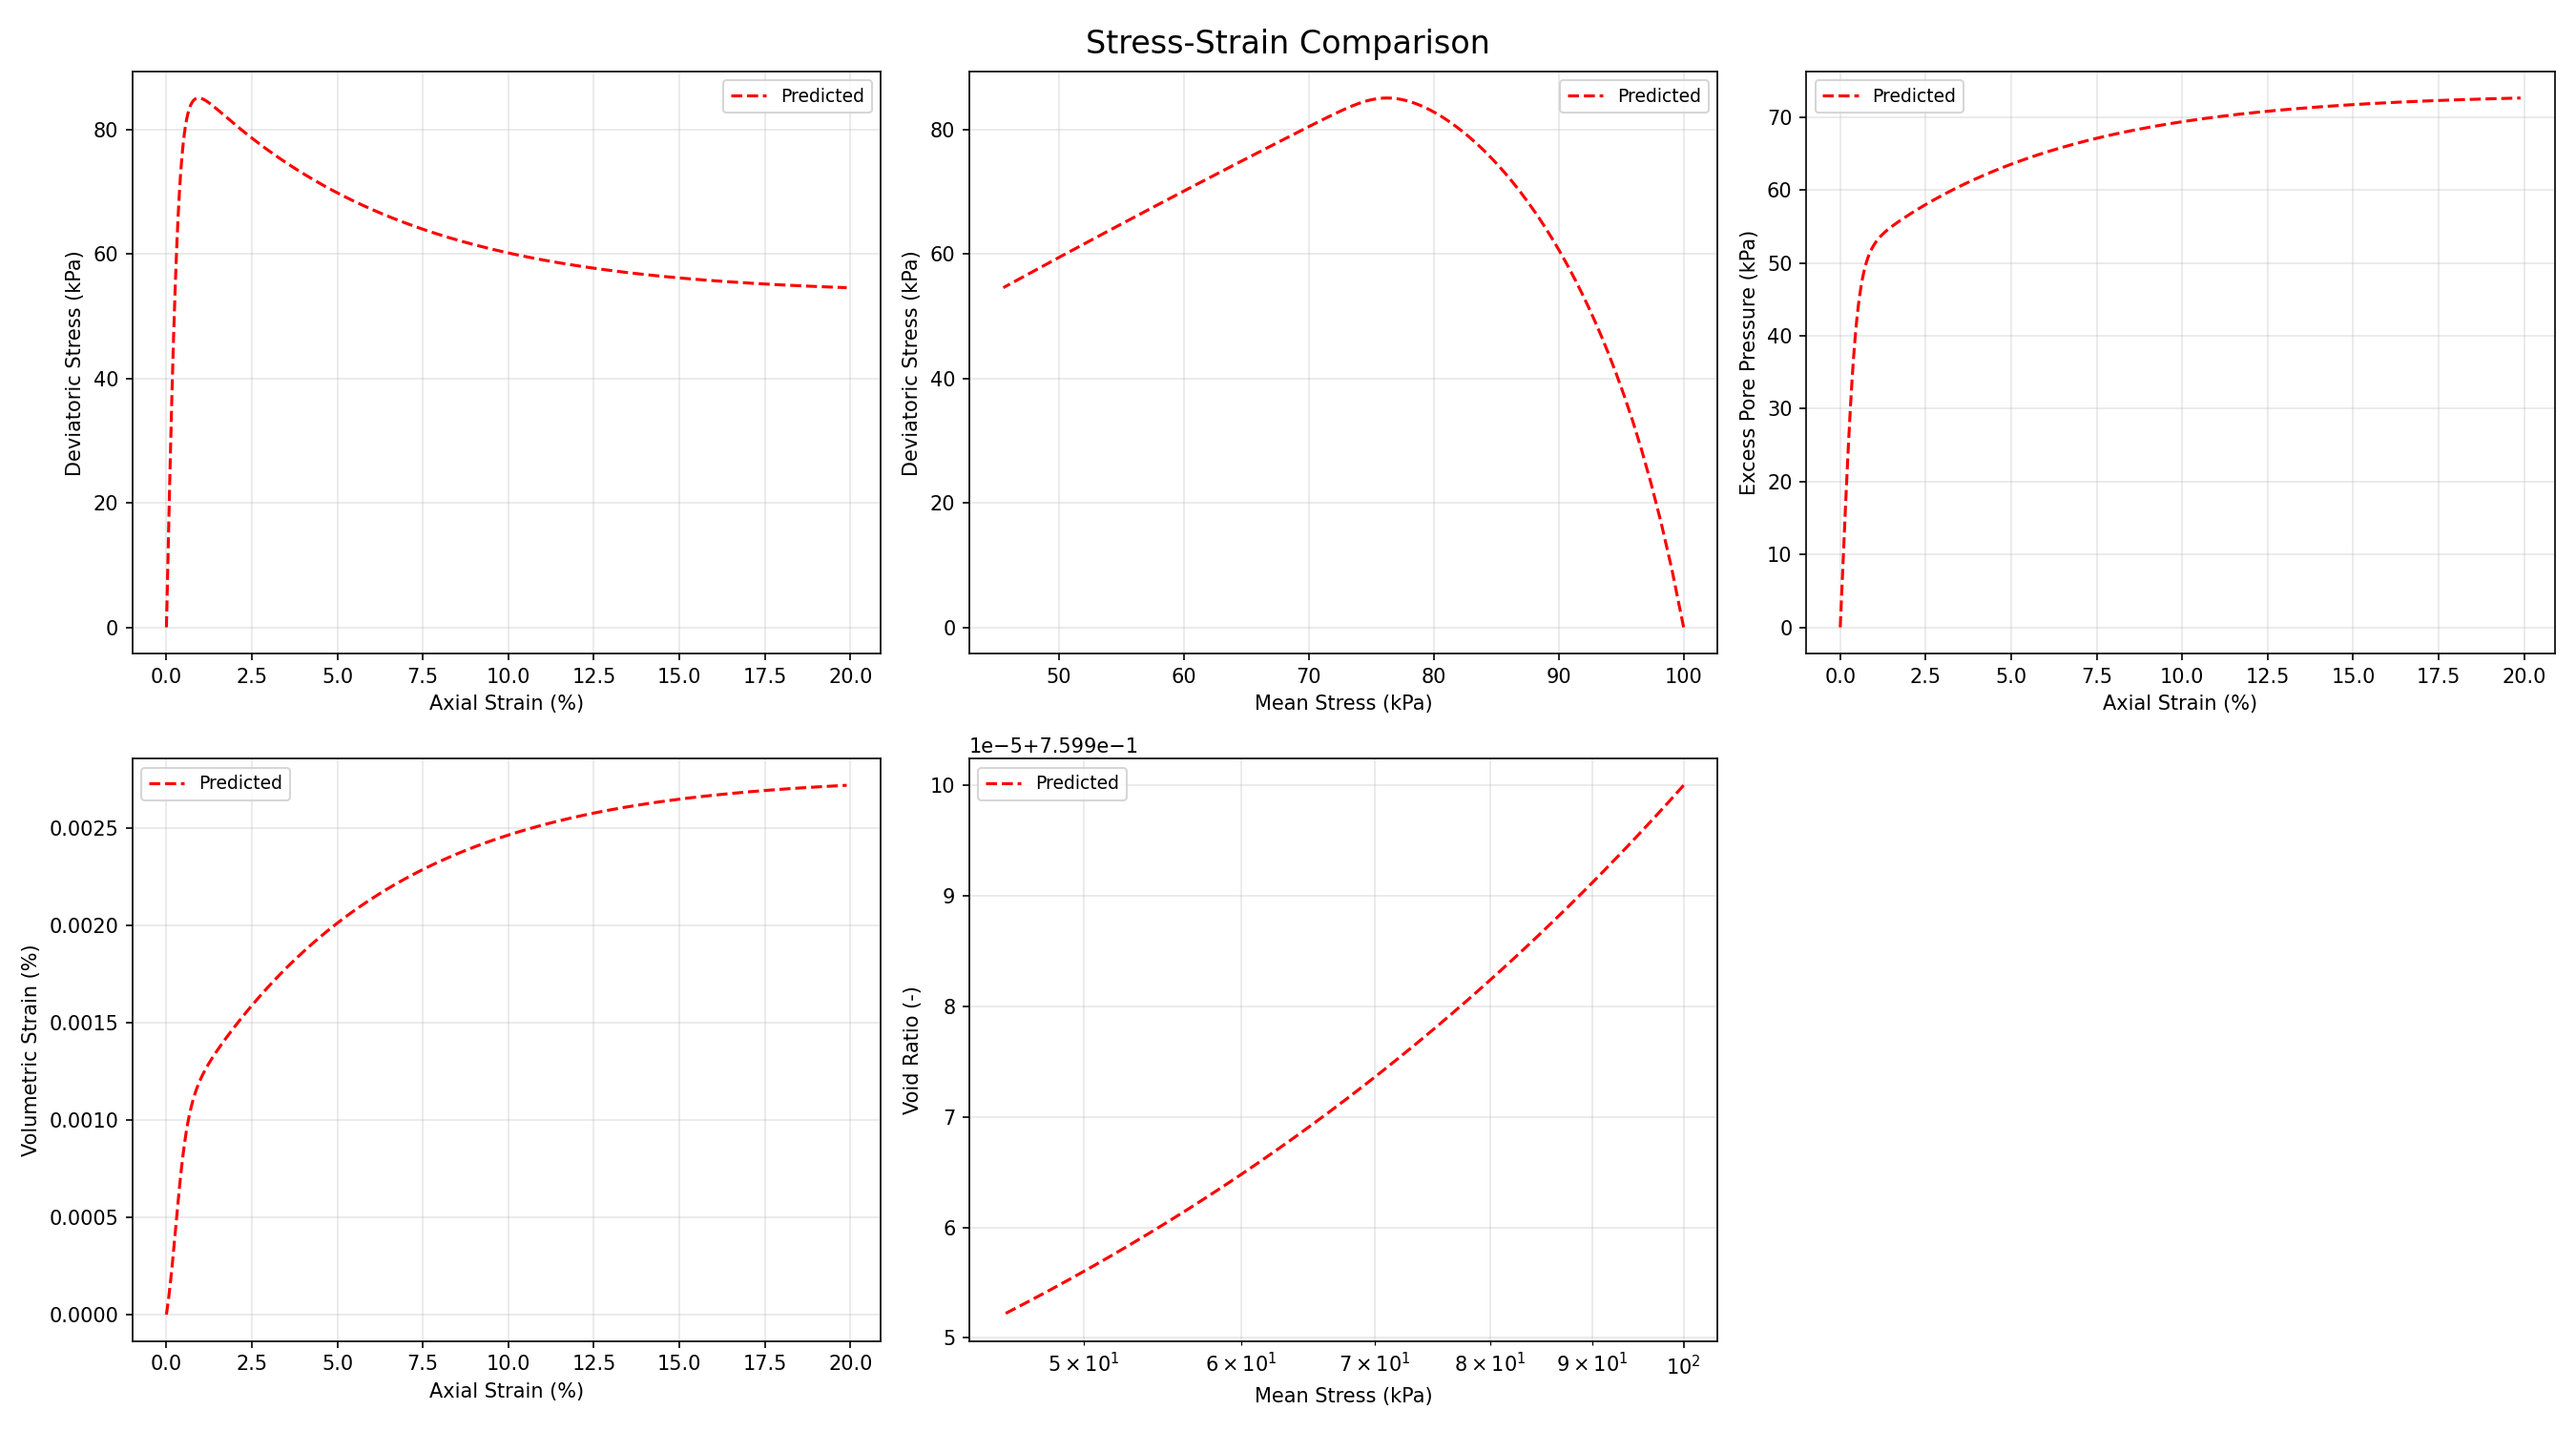 Stress-Strain Comparison
Predicted
80
60
40
20
0
Deviatoric Stress (kPa)
0.0 2.5 5.0 7.5 10.0 12.5 15.0 17.5 20.0
Axial Strain (%)
Predicted
80
60
40
20
0
Deviatoric Stress (kPa)
50 60 70 80 90 100
Mean Stress (kPa)
Predicted
70
60
50
40
30
20
10
0
Excess Pore Pressure (kPa)
0.0 2.5 5.0 7.5 10.0 12.5 15.0 17.5 20.0
Axial Strain (%)
Predicted
0.0025
0.0020
0.0015
0.0010
0.0005
0.0000
Volumetric Strain (%)
0.0 2.5 5.0 7.5 10.0 12.5 15.0 17.5 20.0
Axial Strain (%)
1e−5+7.599e−1
Predicted
10
9
8
7
6
5
Void Ratio (-)
5 × 10¹ 6 × 10¹ 7 × 10¹ 8 × 10¹ 9 × 10¹ 10²
Mean Stress (kPa)